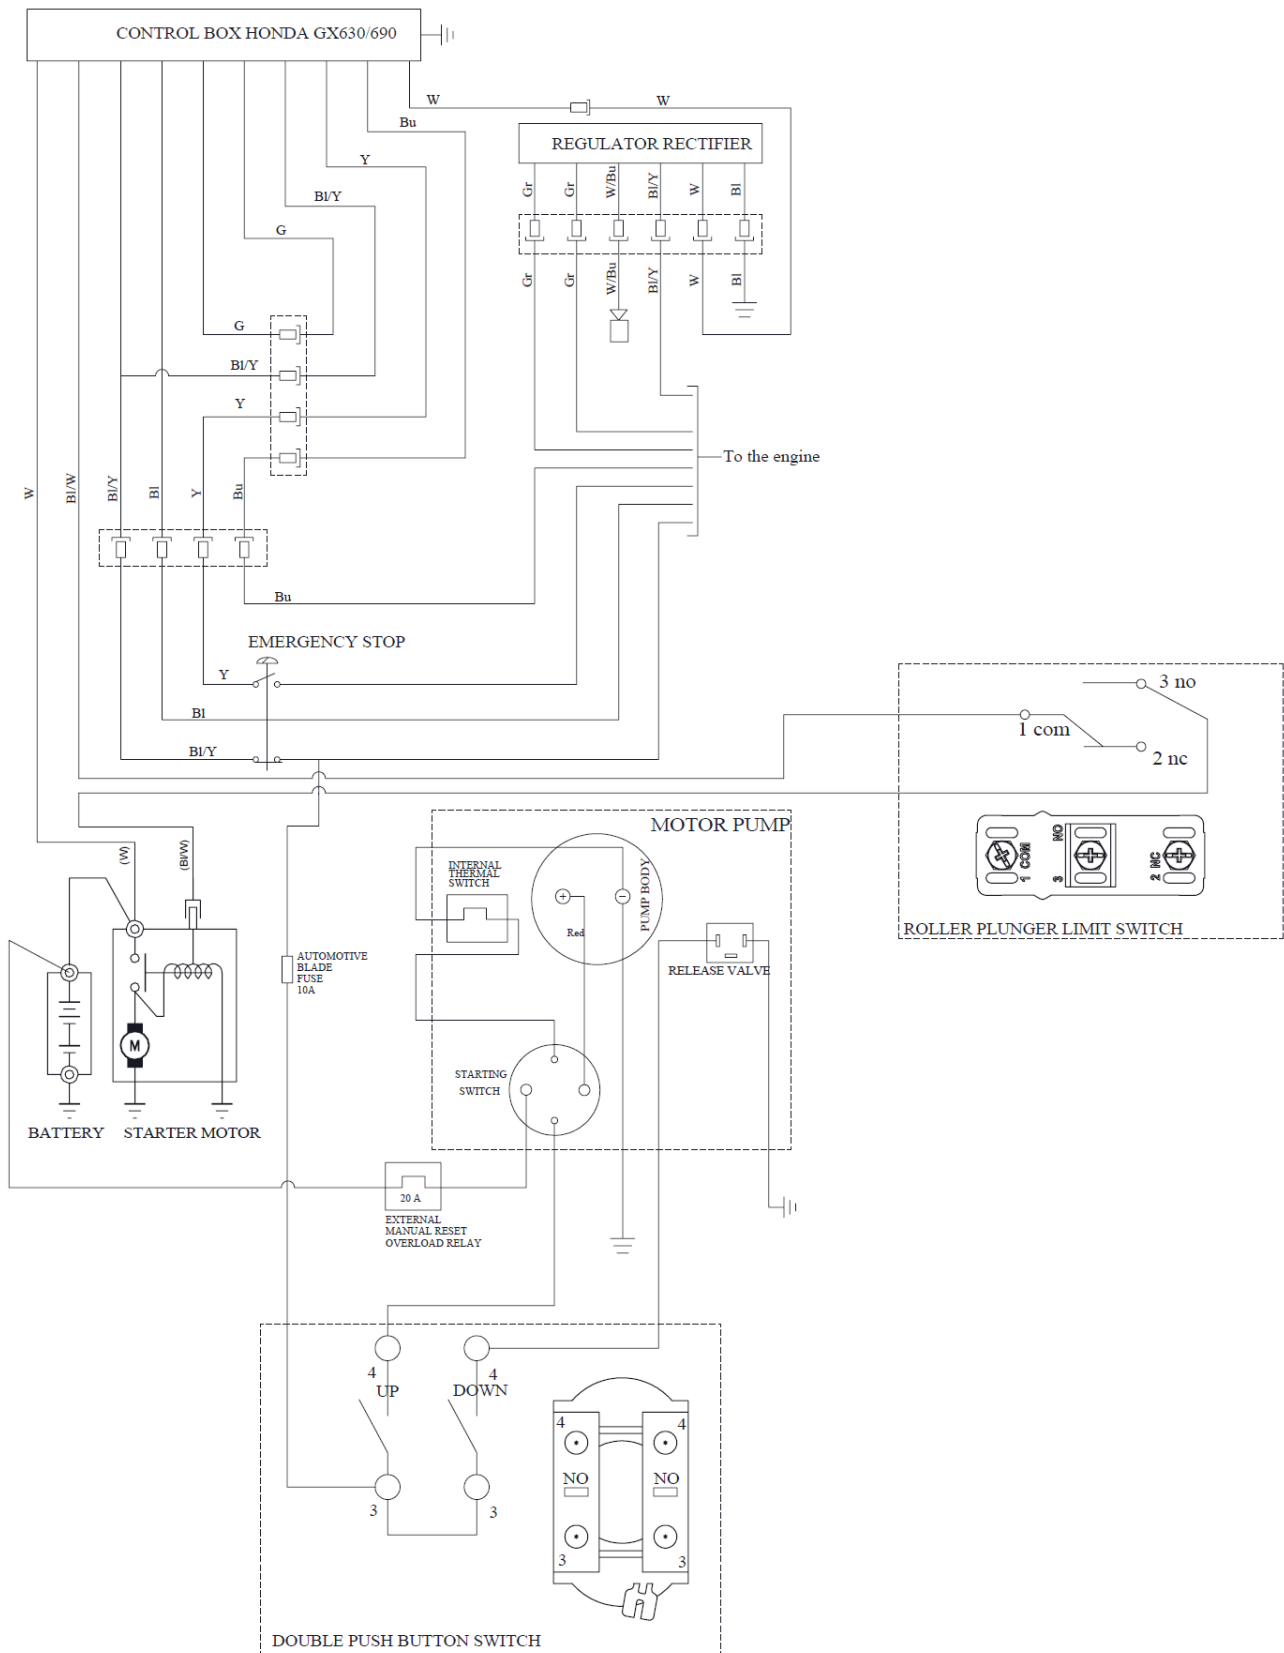 CONTROL BOX HONDA GX630/690
W
W
Bu
REGULATOR RECTIFIER
Y
Gr
Gr
W/Bu
Bl/Y
W
Bl
Bl/Y
G
Gr
Gr
W/Bu
Bl/Y
W
Bl
G
Bl/Y
Y
To the engine
W
Bl/W
Bl/Y
Bl
Y
Bu
Bu
EMERGENCY STOP
Y
3 no
Bl
1 com
Bl/Y
2 nc
MOTOR PUMP
(W)
(Bl/W)
INTERNAL
THERMAL
SWITCH
PUMP BODY
+
−
Red
1 COM
3 NO
2 NC
ROLLER PLUNGER LIMIT SWITCH
AUTOMOTIVE
BLADE
FUSE
10A
RELEASE VALVE
M
STARTING
SWITCH
BATTERY
STARTER MOTOR
20 A
EXTERNAL
MANUAL RESET
OVERLOAD RELAY
4
4
UP
DOWN
4
4
NO
NO
3
3
3
3
DOUBLE PUSH BUTTON SWITCH